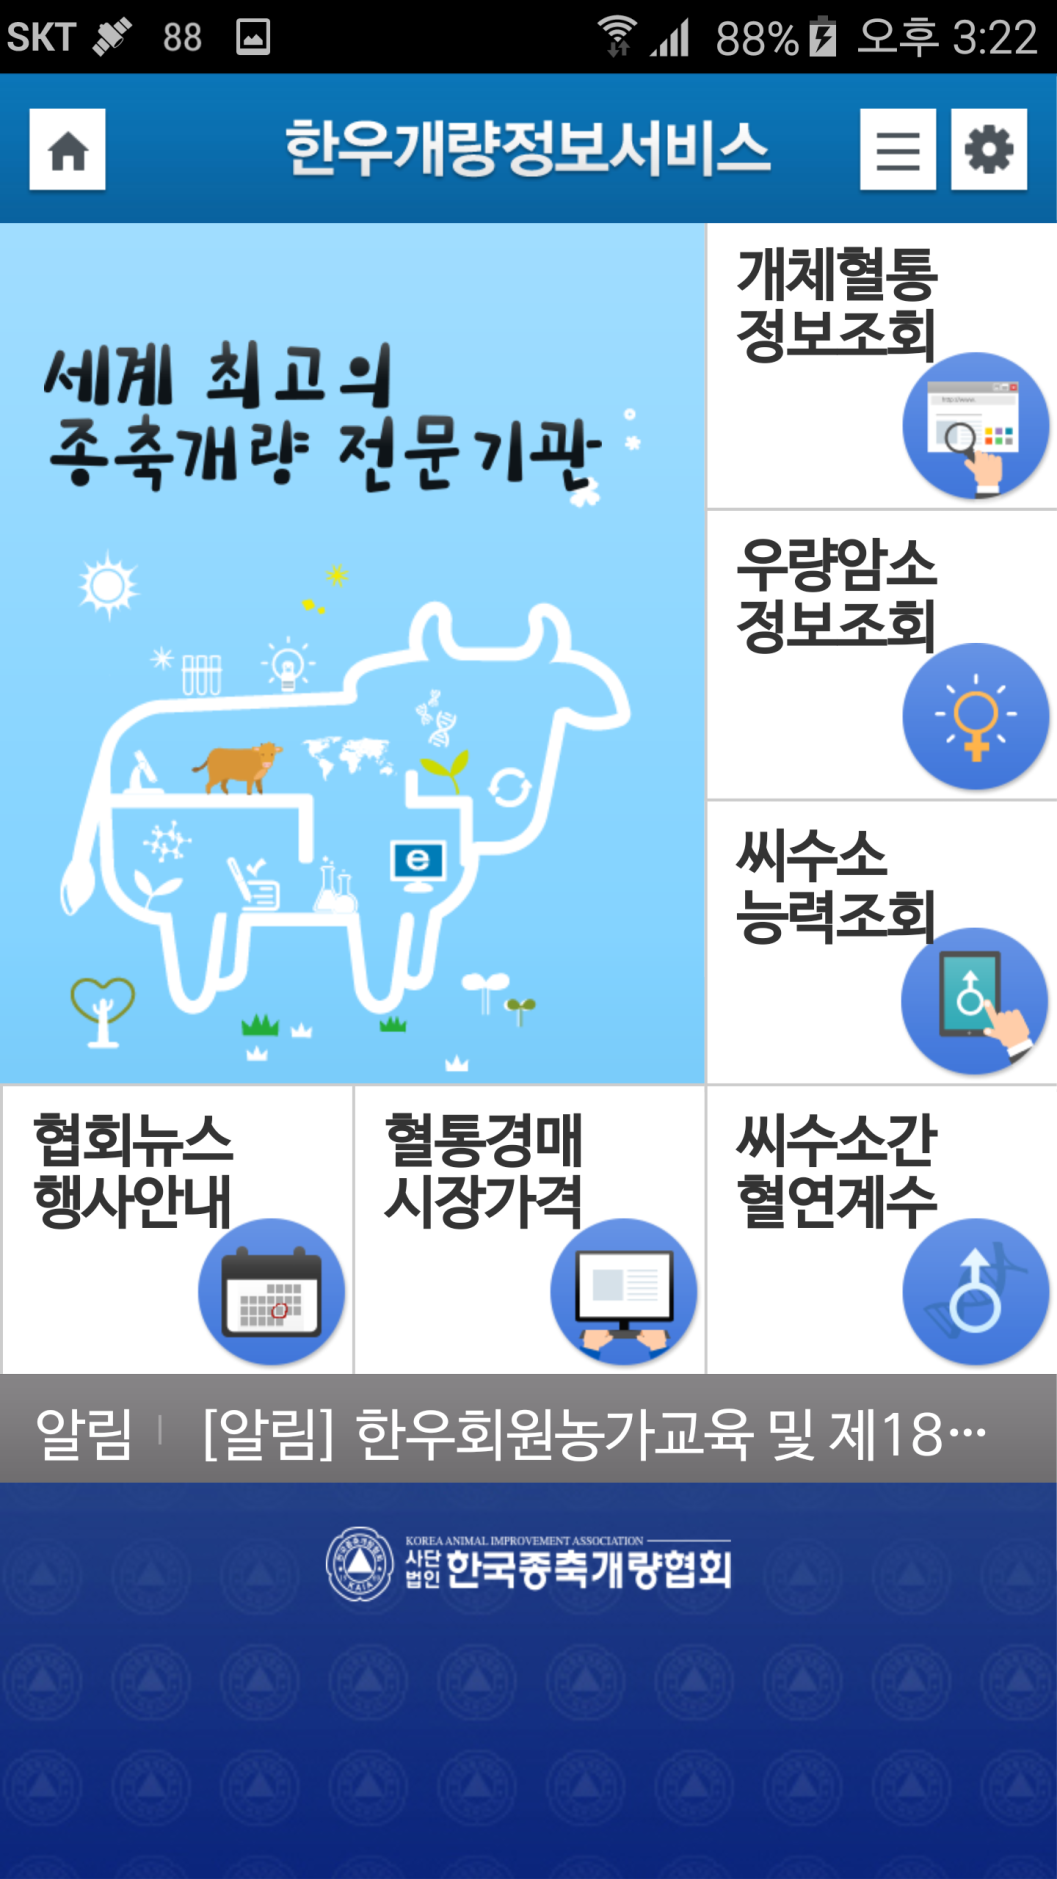 SKT 88 88% 오후 3:22
한우개량정보서비스
세계 최고의
종축개량 전문기관
개체혈통
정보조회
http://www.
우량암소
정보조회
씨수소
능력조회
e
협회뉴스
행사안내
혈통경매
시장가격
씨수소간
혈연계수
알림 [알림] 한우회원농가교육 및 제18…
KOREA ANIMAL IMPROVEMENT ASSOCIATION
사단
법인 한국종축개량협회
KAIA